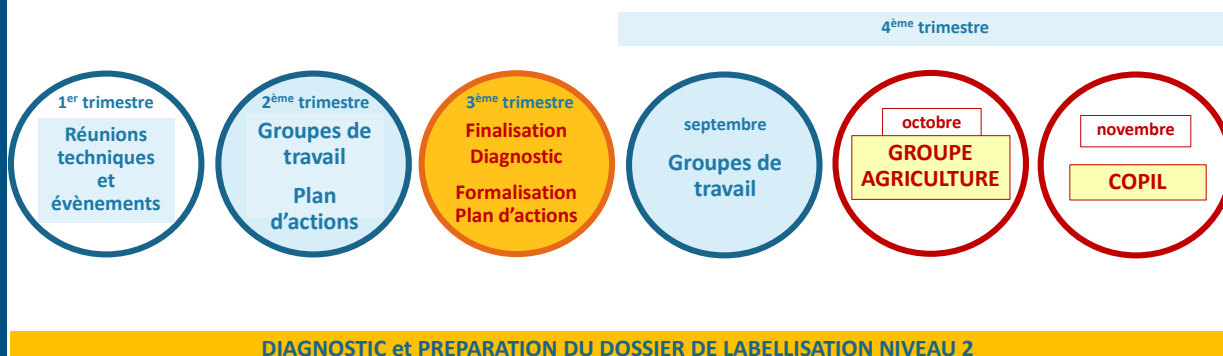 4ème trimestre
1er trimestre
Réunions
techniques
et
évènements
2ème trimestre
Groupes de
travail
Plan
d’actions
3ème trimestre
Finalisation
Diagnostic
Formalisation
Plan d’actions
septembre
Groupes de
travail
octobre
GROUPE
AGRICULTURE
novembre
COPIL
DIAGNOSTIC et PREPARATION DU DOSSIER DE LABELLISATION NIVEAU 2